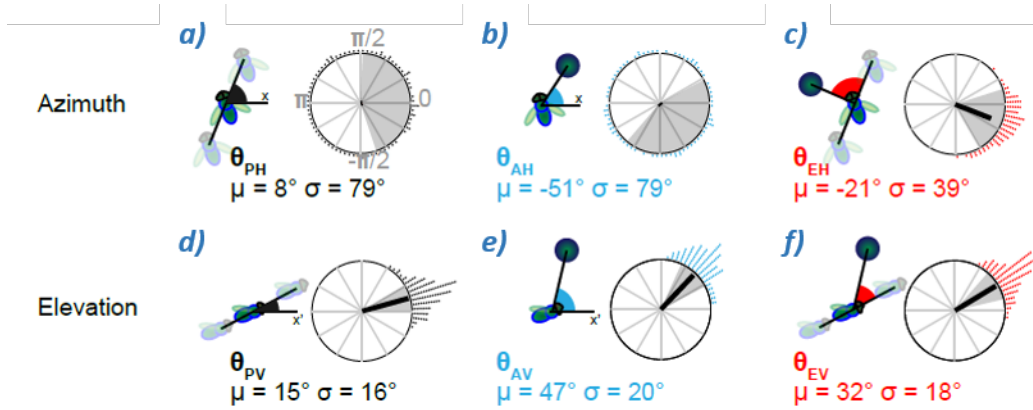 a)
b)
c)
Azimuth
π/2
π
0
-π/2
x
x
θPH
μ = 8° σ = 79°
θAH
μ = -51° σ = 79°
θEH
μ = -21° σ = 39°
d)
e)
f)
Elevation
x'
x'
θPV
μ = 15° σ = 16°
θAV
μ = 47° σ = 20°
θEV
μ = 32° σ = 18°